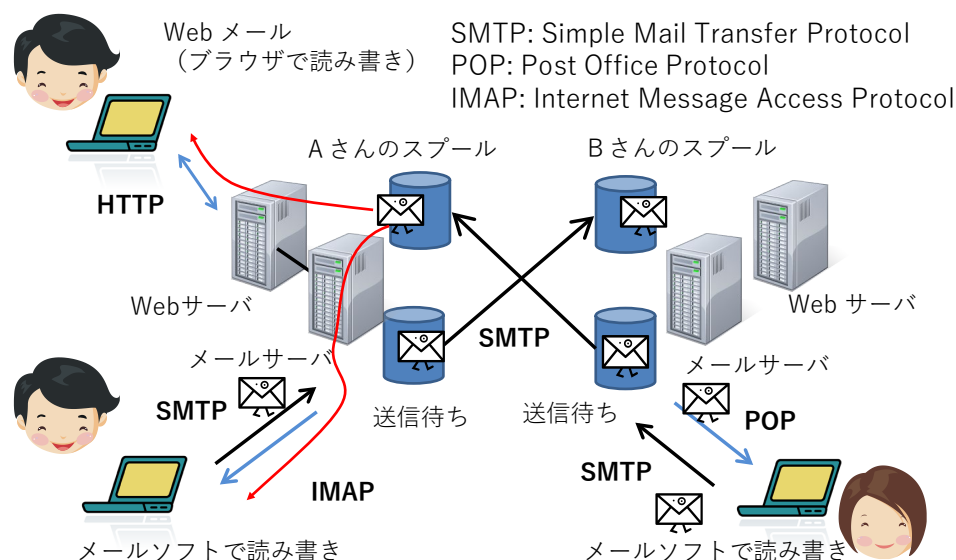 Web メール
（ブラウザで読み書き）
SMTP: Simple Mail Transfer Protocol
POP: Post Office Protocol
IMAP: Internet Message Access Protocol
Aさんのスプール
Bさんのスプール
HTTP
Webサーバ
Web サーバ
SMTP
メールサーバ
メールサーバ
SMTP
送信待ち
送信待ち
POP
SMTP
IMAP
メールソフトで読み書き
メールソフトで読み書き